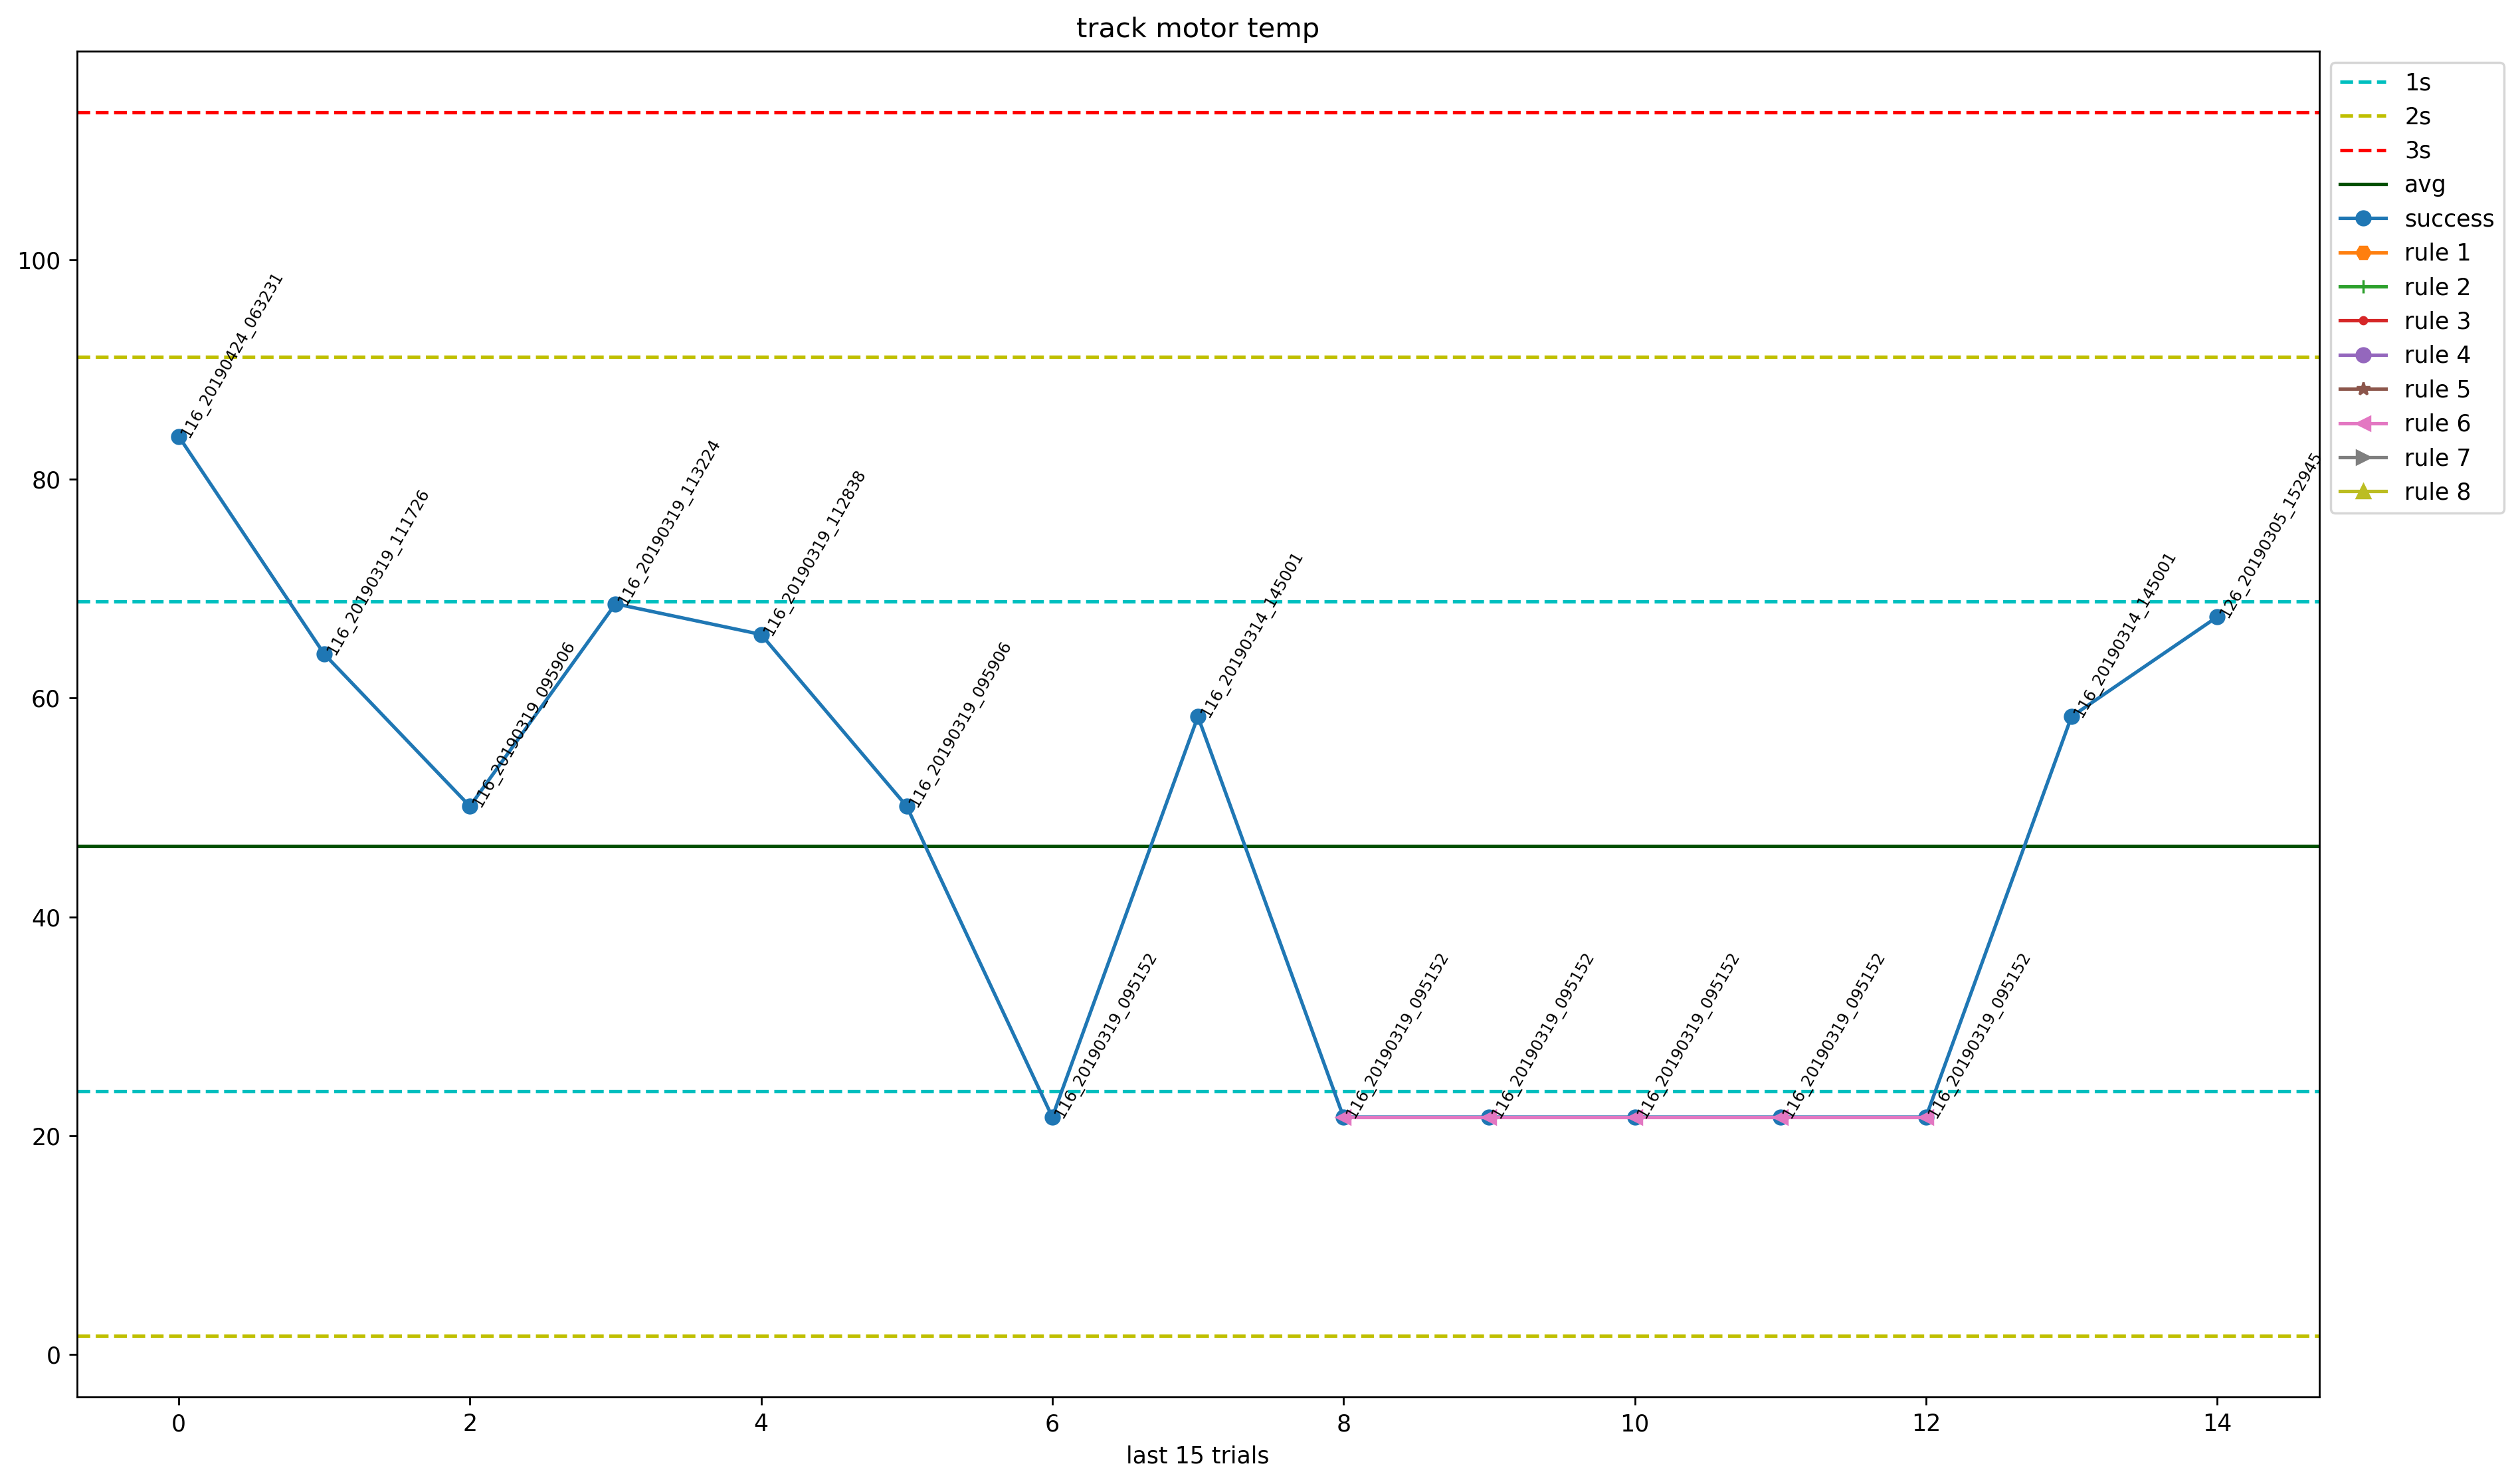 track motor temp
100
80
60
40
20
0
0
2
4
6
8
10
12
14
last 15 trials
116_20190424_063231
116_20190319_111726
116_20190319_095906
116_20190319_113224
116_20190319_112838
116_20190319_095906
116_20190319_095152
116_20190314_145001
116_20190319_095152
116_20190319_095152
116_20190319_095152
116_20190319_095152
116_20190319_095152
116_20190314_145001
126_20190305_152945
1s
2s
3s
avg
success
rule 1
rule 2
rule 3
rule 4
rule 5
rule 6
rule 7
rule 8